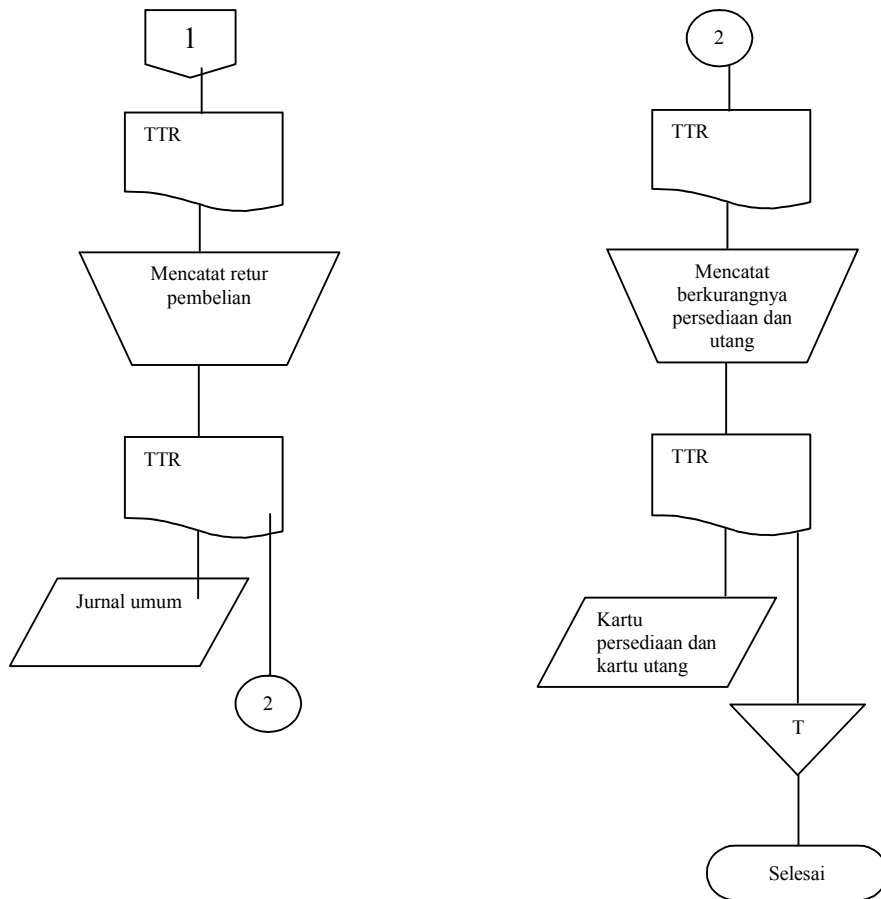 1
TTR
Mencatat retur
pembelian
TTR
Jurnal umum
2
2
TTR
Mencatat
berkurangnya
persediaan dan
utang
TTR
Kartu
persediaan dan
kartu utang
T
Selesai